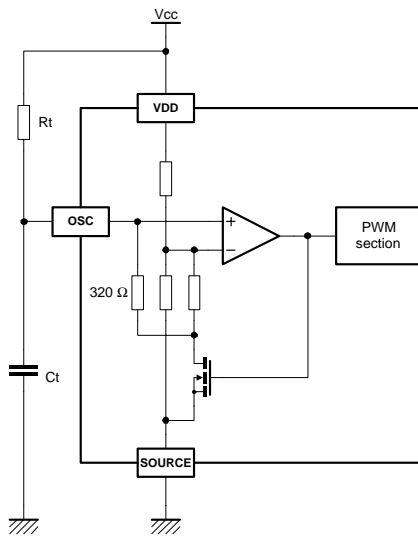 Vcc
VDD
Rt
OSC
+
PWM
section
−
320 Ω
Ct
SOURCE